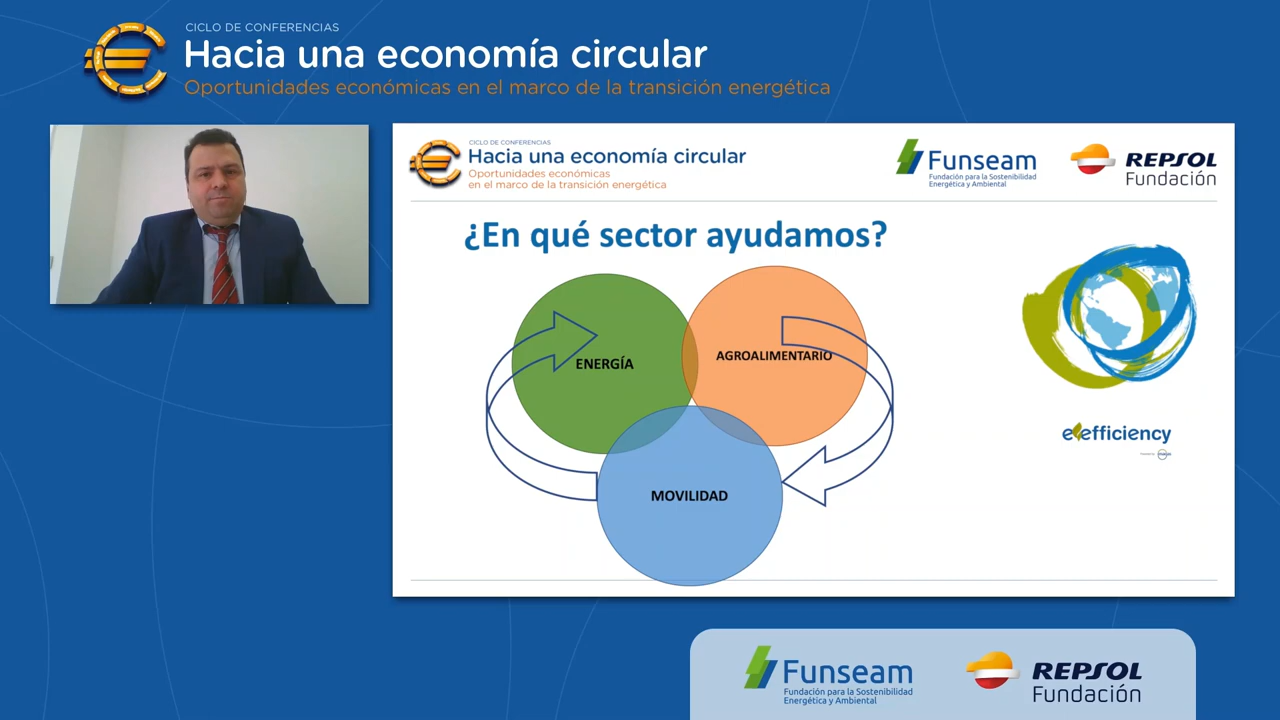 CICLO DE CONFERENCIAS
Hacia una economía circular
Oportunidades económicas en el marco de la transición energética
CICLO DE CONFERENCIAS
Hacia una economía circular
Oportunidades económicas
en el marco de la transición energética
Funseam
Fundación para la Sostenibilidad
Energética y Ambiental
REPSOL
Fundación
¿En qué sector ayudamos?
ENERGÍA
AGROALIMENTARIO
MOVILIDAD
efficiency
Funseam
Fundación para la Sostenibilidad
Energética y Ambiental
REPSOL
Fundación